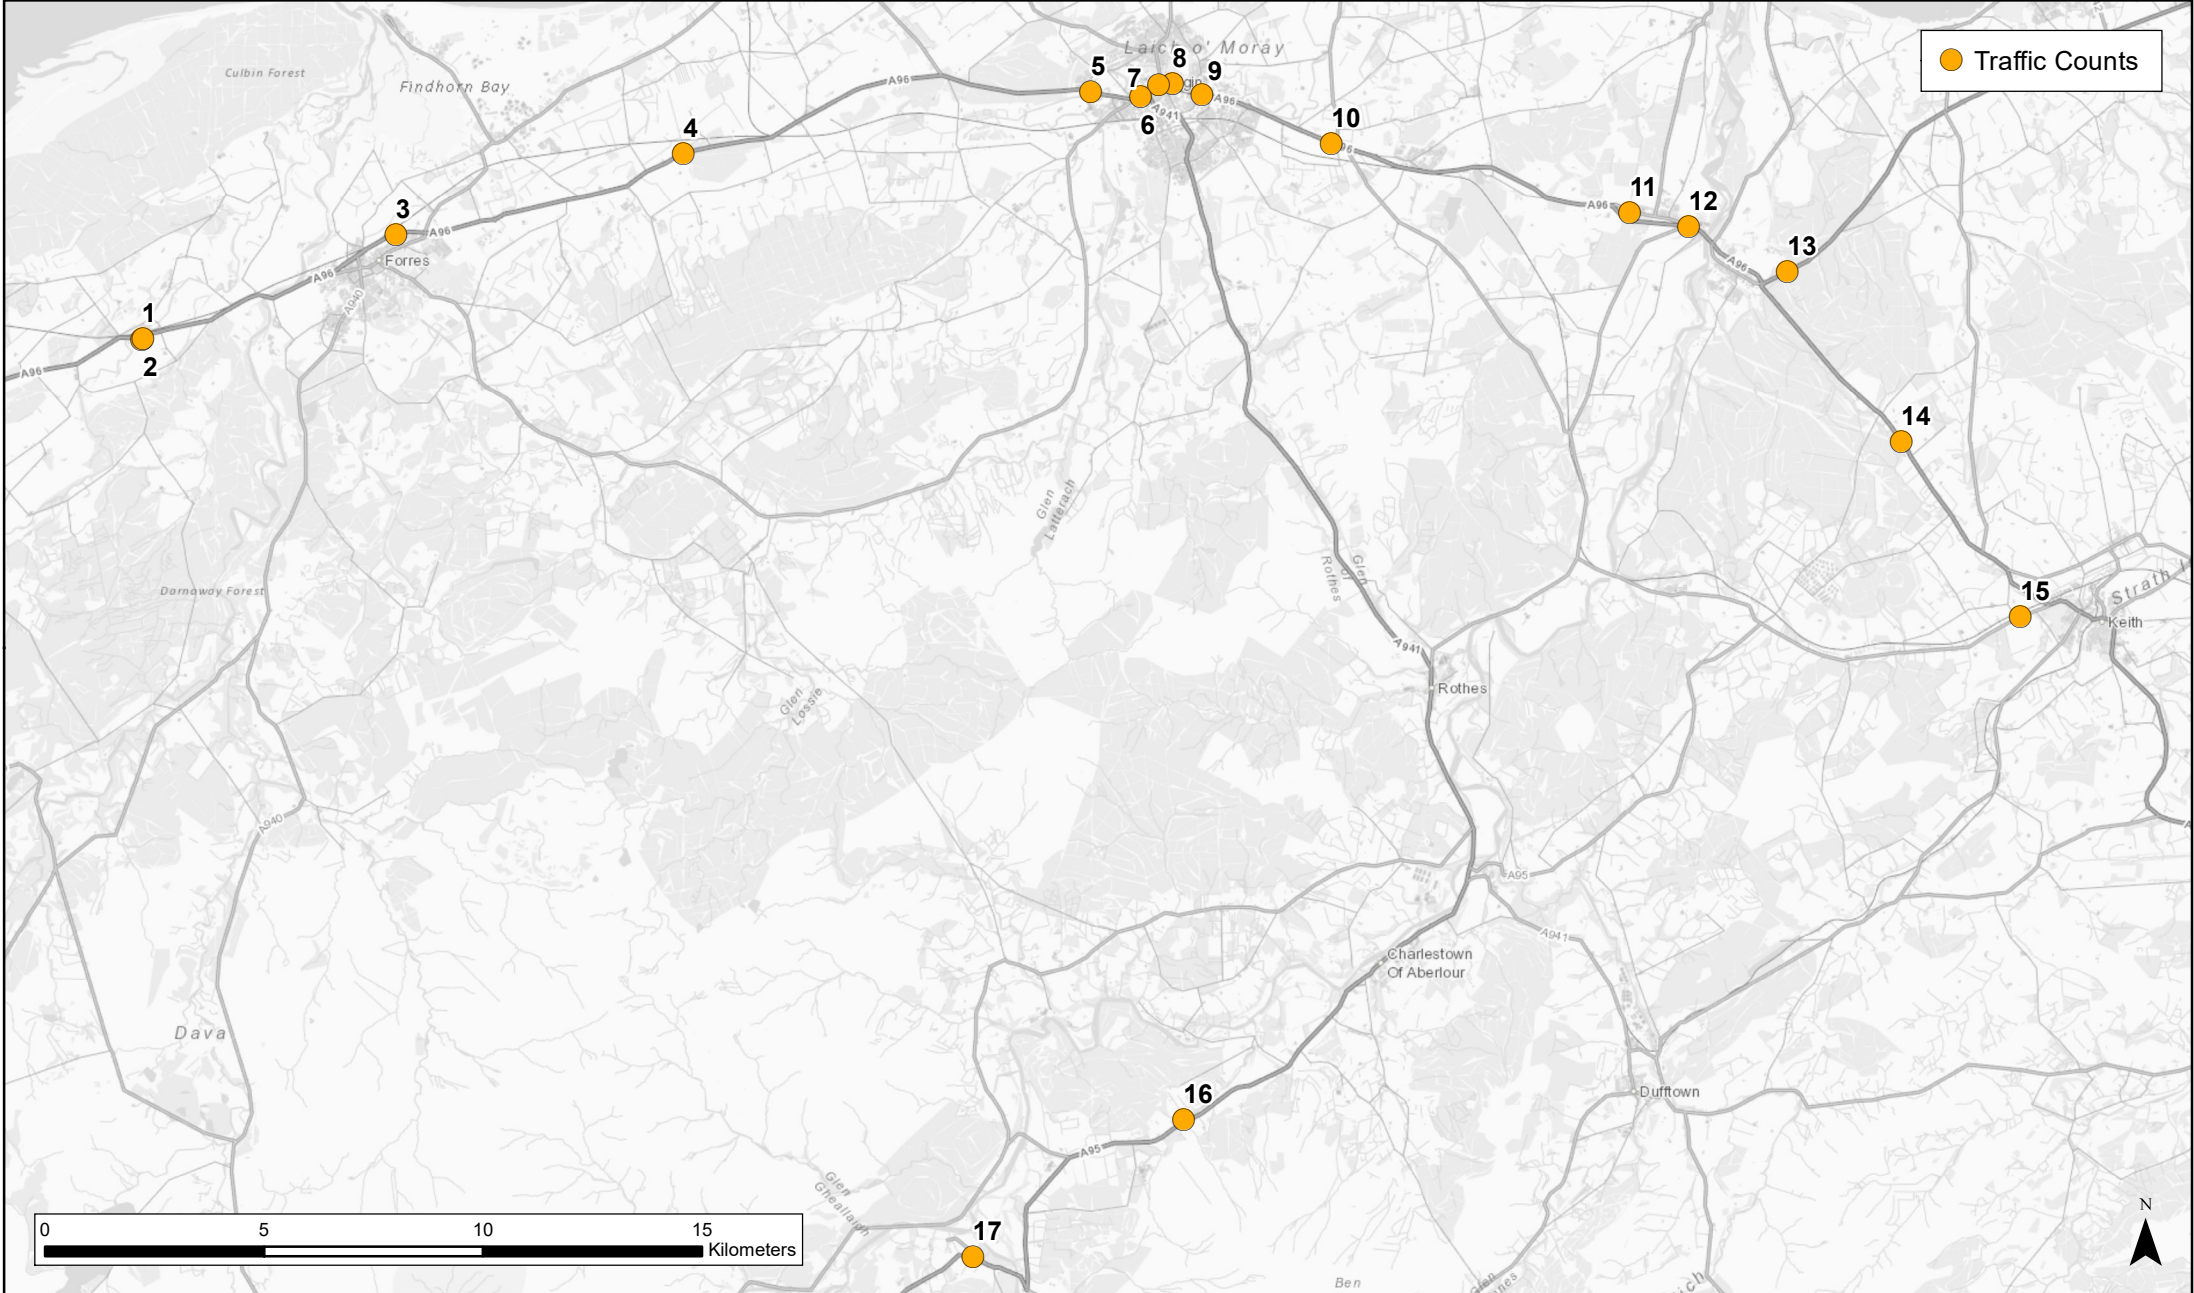 Traffic Counts
Laich o' Moray
Culbin Forest
Findhorn Bay
A96
5
7
8
9
A96
A941
6
10
4
3
A96
Forres
A96
A940
1
2
A96
11
A96
12
13
A96
14
Glen
Latterach
Glen
of
Rothes
Darnaway Forest
15
Strath
Keith
A941
Rothes
Glen
Lossie
A940
A95
A941
Charlestown
Of Aberlour
Dava
Dufftown
16
A95
Glen
Gheallaidh
17
0
5
10
15
Kilometers
Ben
N